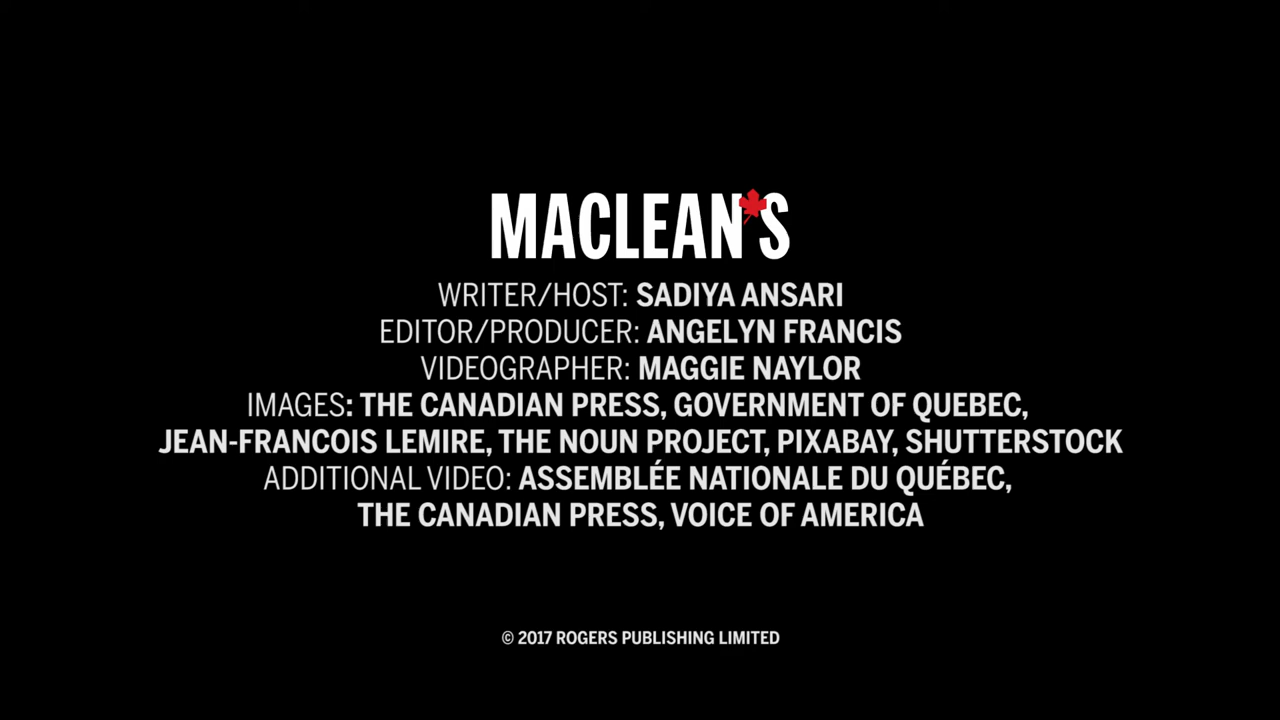 MACLEAN'S
WRITER/HOST: SADIYA ANSARI
EDITOR/PRODUCER: ANGELYN FRANCIS
VIDEOGRAPHER: MAGGIE NAYLOR
IMAGES: THE CANADIAN PRESS, GOVERNMENT OF QUEBEC,
JEAN-FRANCOIS LEMIRE, THE NOUN PROJECT, PIXABAY, SHUTTERSTOCK
ADDITIONAL VIDEO: ASSEMBLÉE NATIONALE DU QUÉBEC,
THE CANADIAN PRESS, VOICE OF AMERICA
© 2017 ROGERS PUBLISHING LIMITED